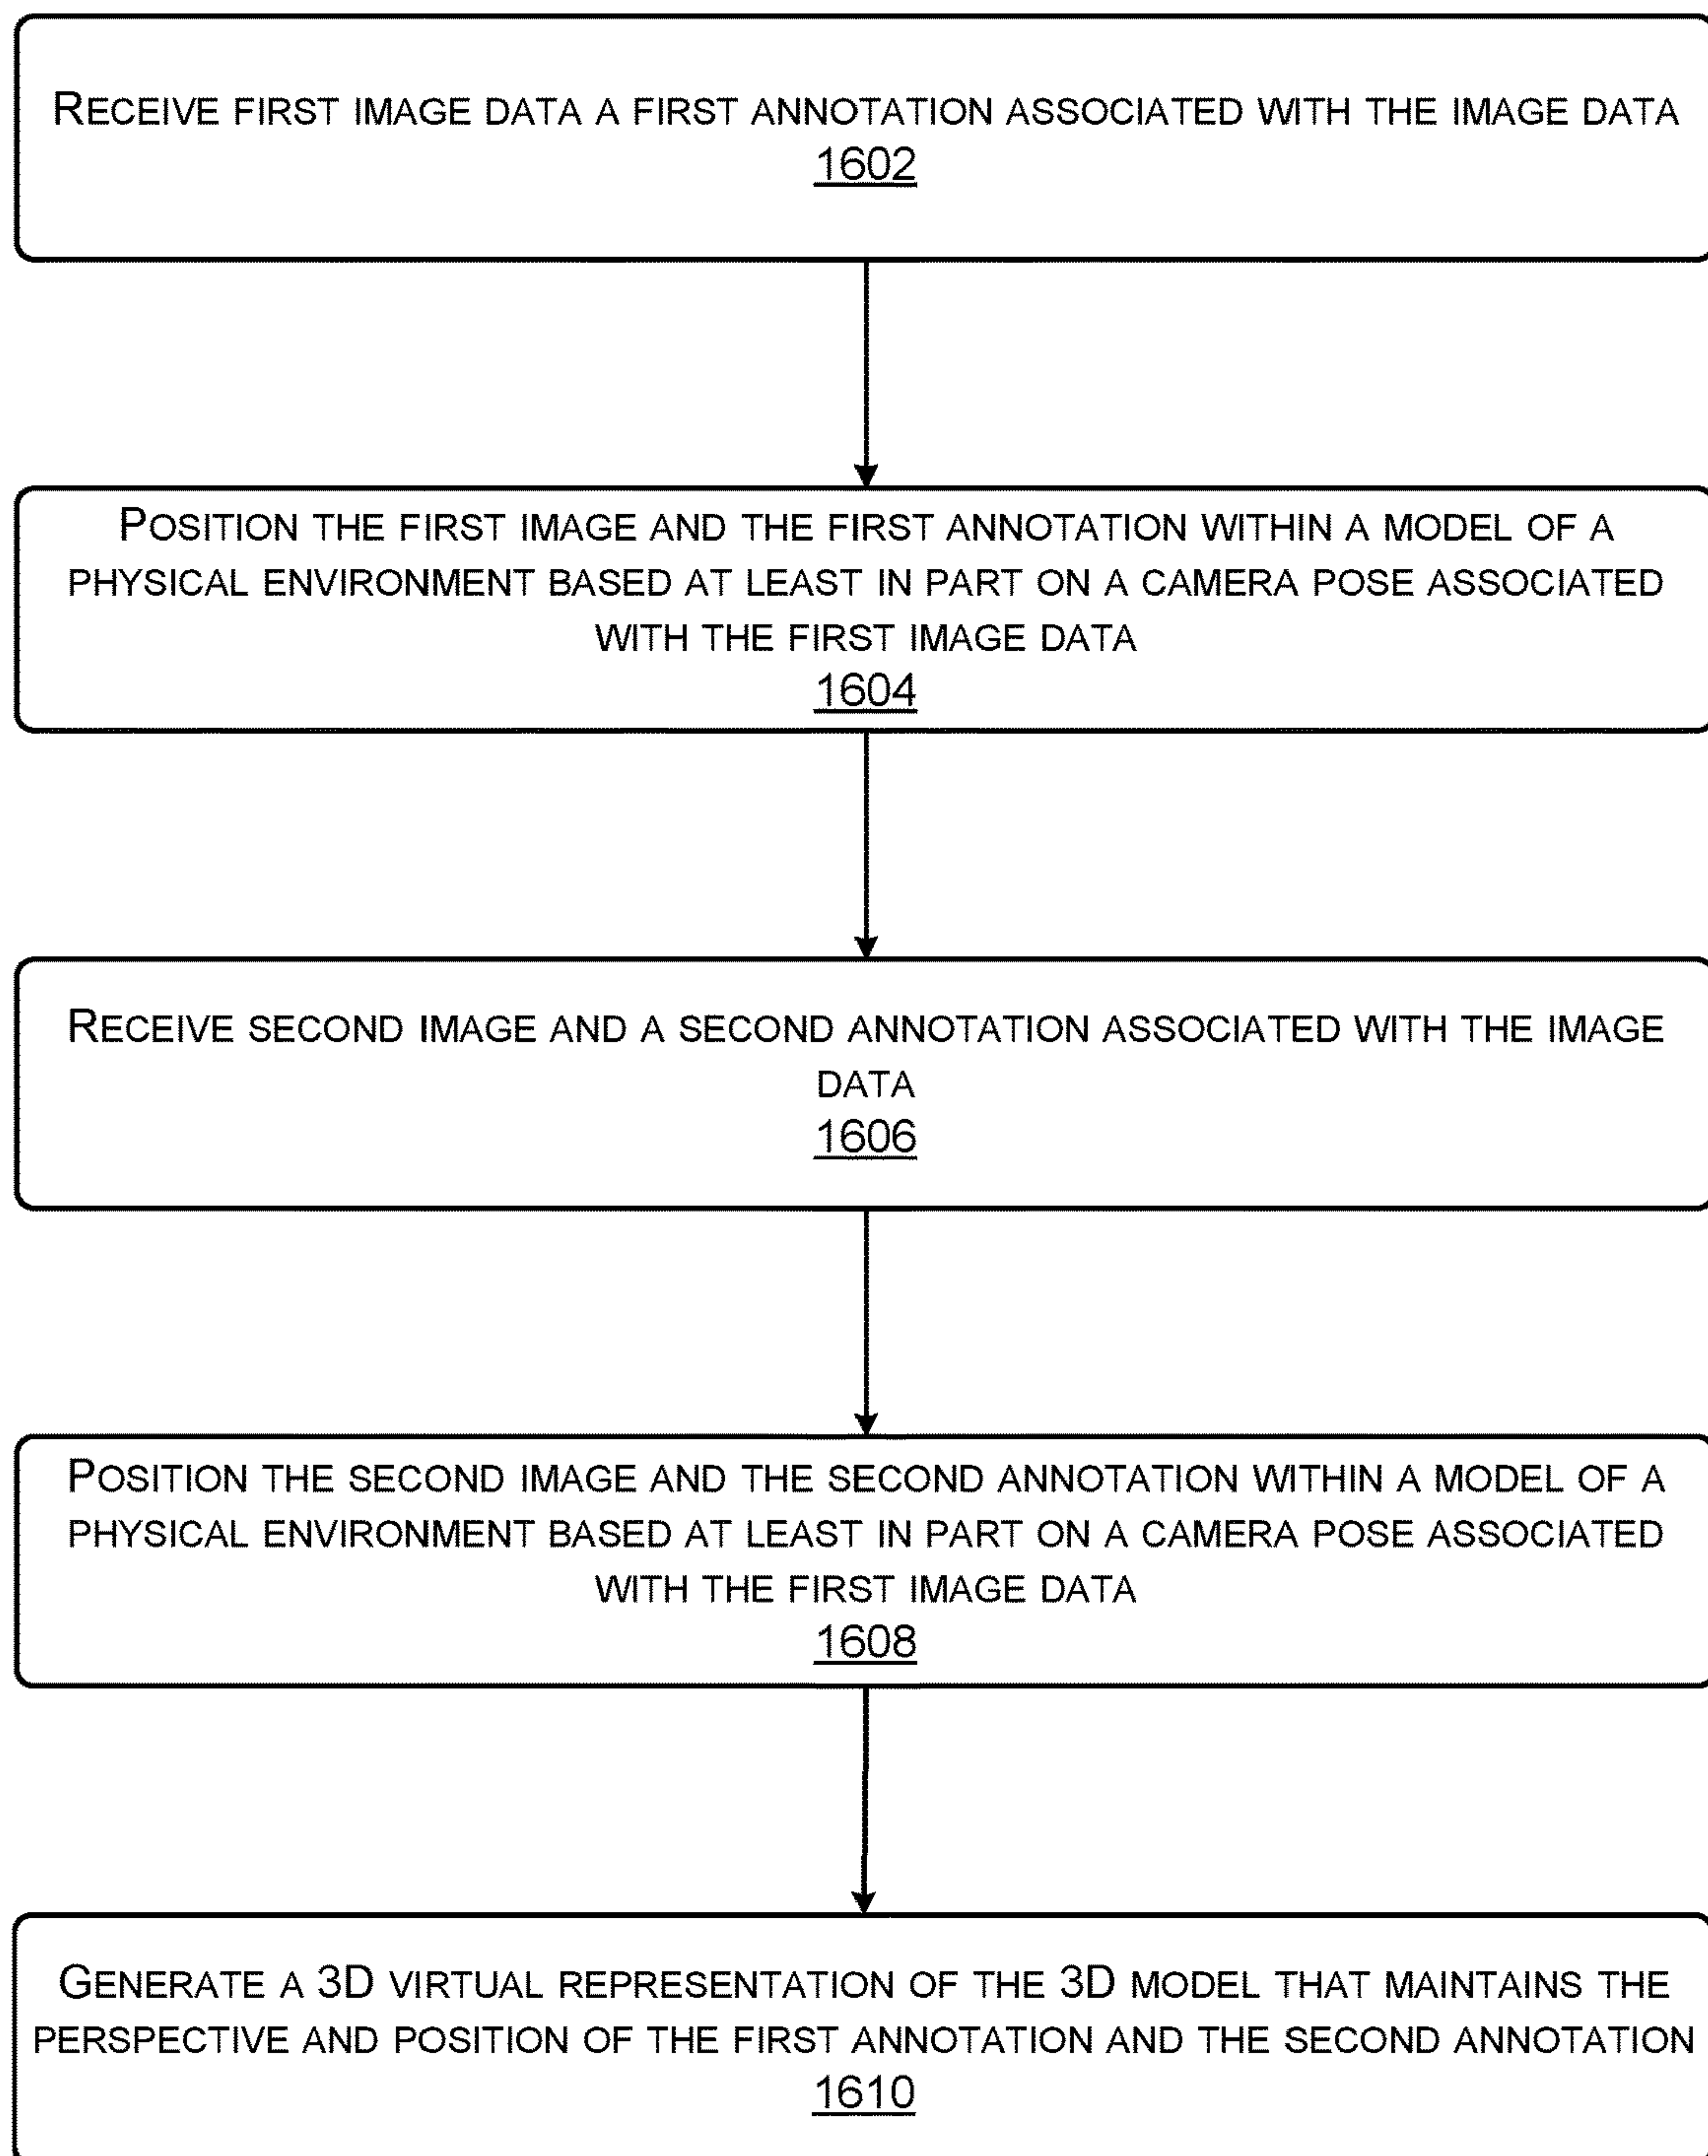 RECEIVE FIRST IMAGE DATA A FIRST ANNOTATION ASSOCIATED WITH THE IMAGE DATA
1602
POSITION THE FIRST IMAGE AND THE FIRST ANNOTATION WITHIN A MODEL OF A
PHYSICAL ENVIRONMENT BASED AT LEAST IN PART ON A CAMERA POSE ASSOCIATED
WITH THE FIRST IMAGE DATA
1604
RECEIVE SECOND IMAGE AND A SECOND ANNOTATION ASSOCIATED WITH THE IMAGE
DATA
1606
POSITION THE SECOND IMAGE AND THE SECOND ANNOTATION WITHIN A MODEL OF A
PHYSICAL ENVIRONMENT BASED AT LEAST IN PART ON A CAMERA POSE ASSOCIATED
WITH THE FIRST IMAGE DATA
1608
GENERATE A 3D VIRTUAL REPRESENTATION OF THE 3D MODEL THAT MAINTAINS THE
PERSPECTIVE AND POSITION OF THE FIRST ANNOTATION AND THE SECOND ANNOTATION
1610